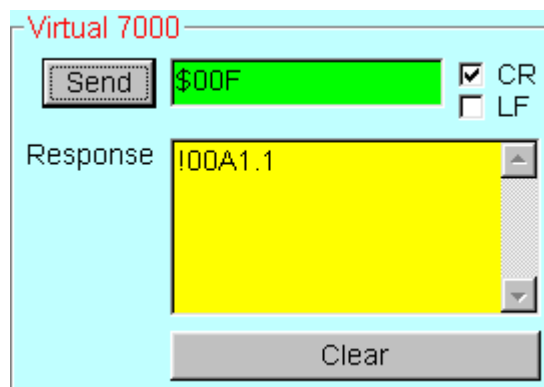 Virtual 7000
Send $00F CR
LF
Response !00A1.1
Clear